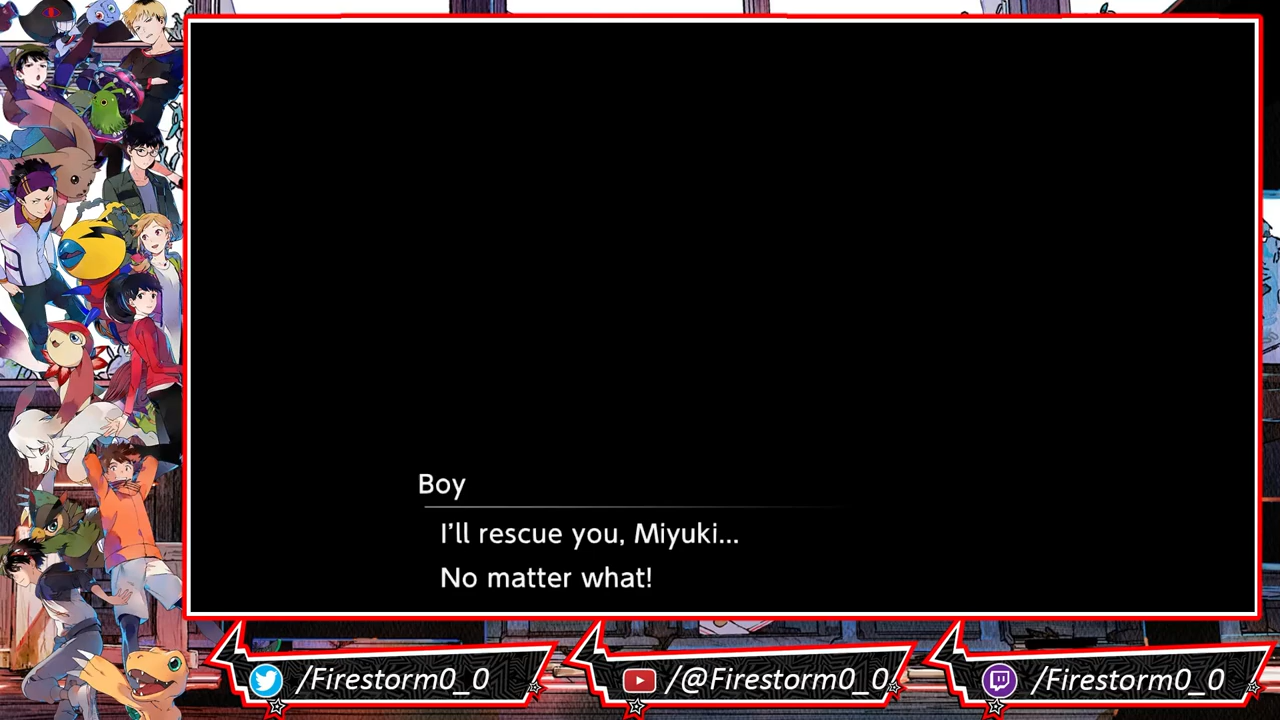 Boy
I'll rescue you, Miyuki...
No matter what!
/Firestorm0_0
/@Firestorm0_0
/Firestorm0_0